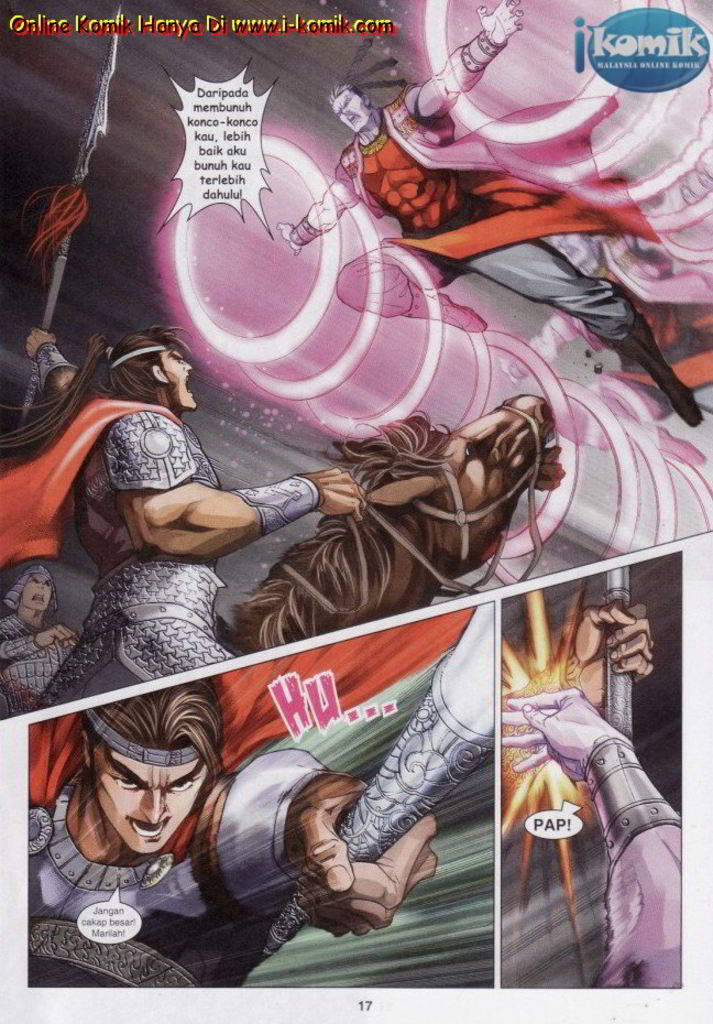 Online Komik Hanya Di www.i-komik.com
ikomik
MALAYSIA ONLINE KOMIK
Daripada
membunuh
konco-konco
kau, lebih
baik aku
bunuh kau
terlebih
dahulu!
HU...
Jangan
cakap besar!
Marilah!
PAP!
17